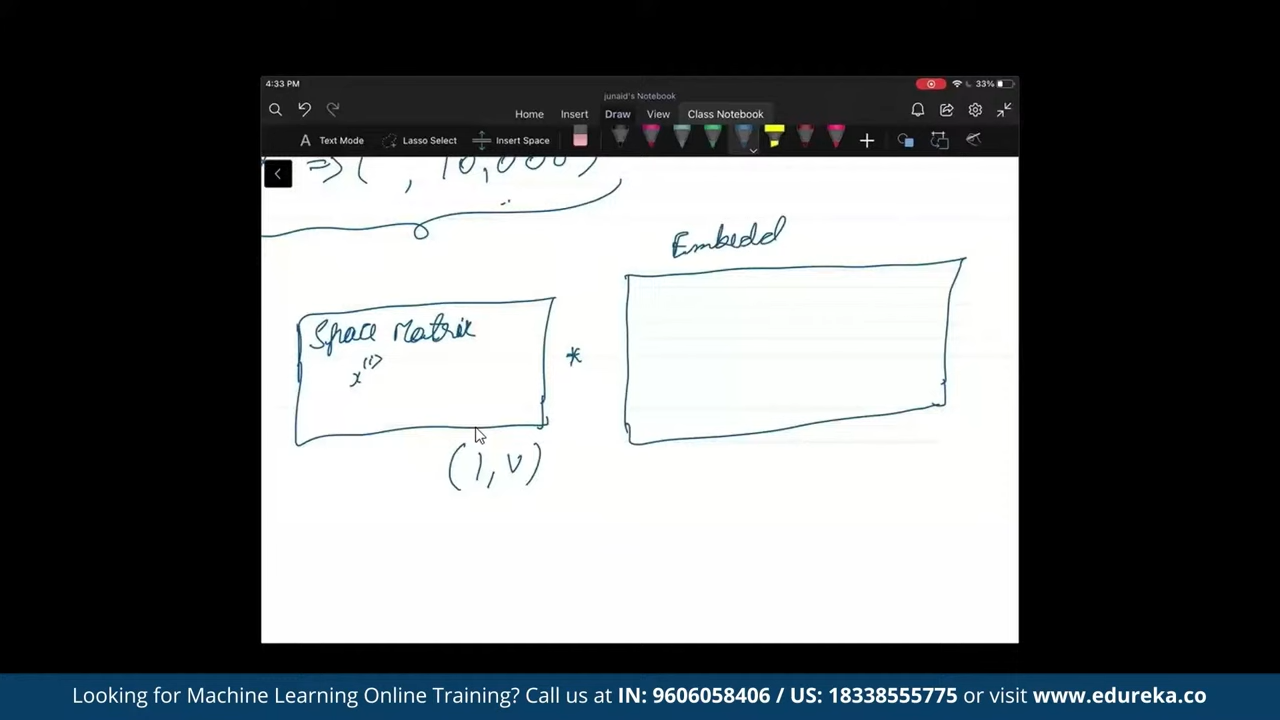 4:33 PM
33%
junaid's Notebook
Home Insert Draw View Class Notebook
Text Mode Lasso Select Insert Space
=> ( , 10,000)
Embedd
Space Matrix
x(i)
*
(1, V)
Looking for Machine Learning Online Training? Call us at IN: 9606058406 / US: 18338555775 or visit www.edureka.co